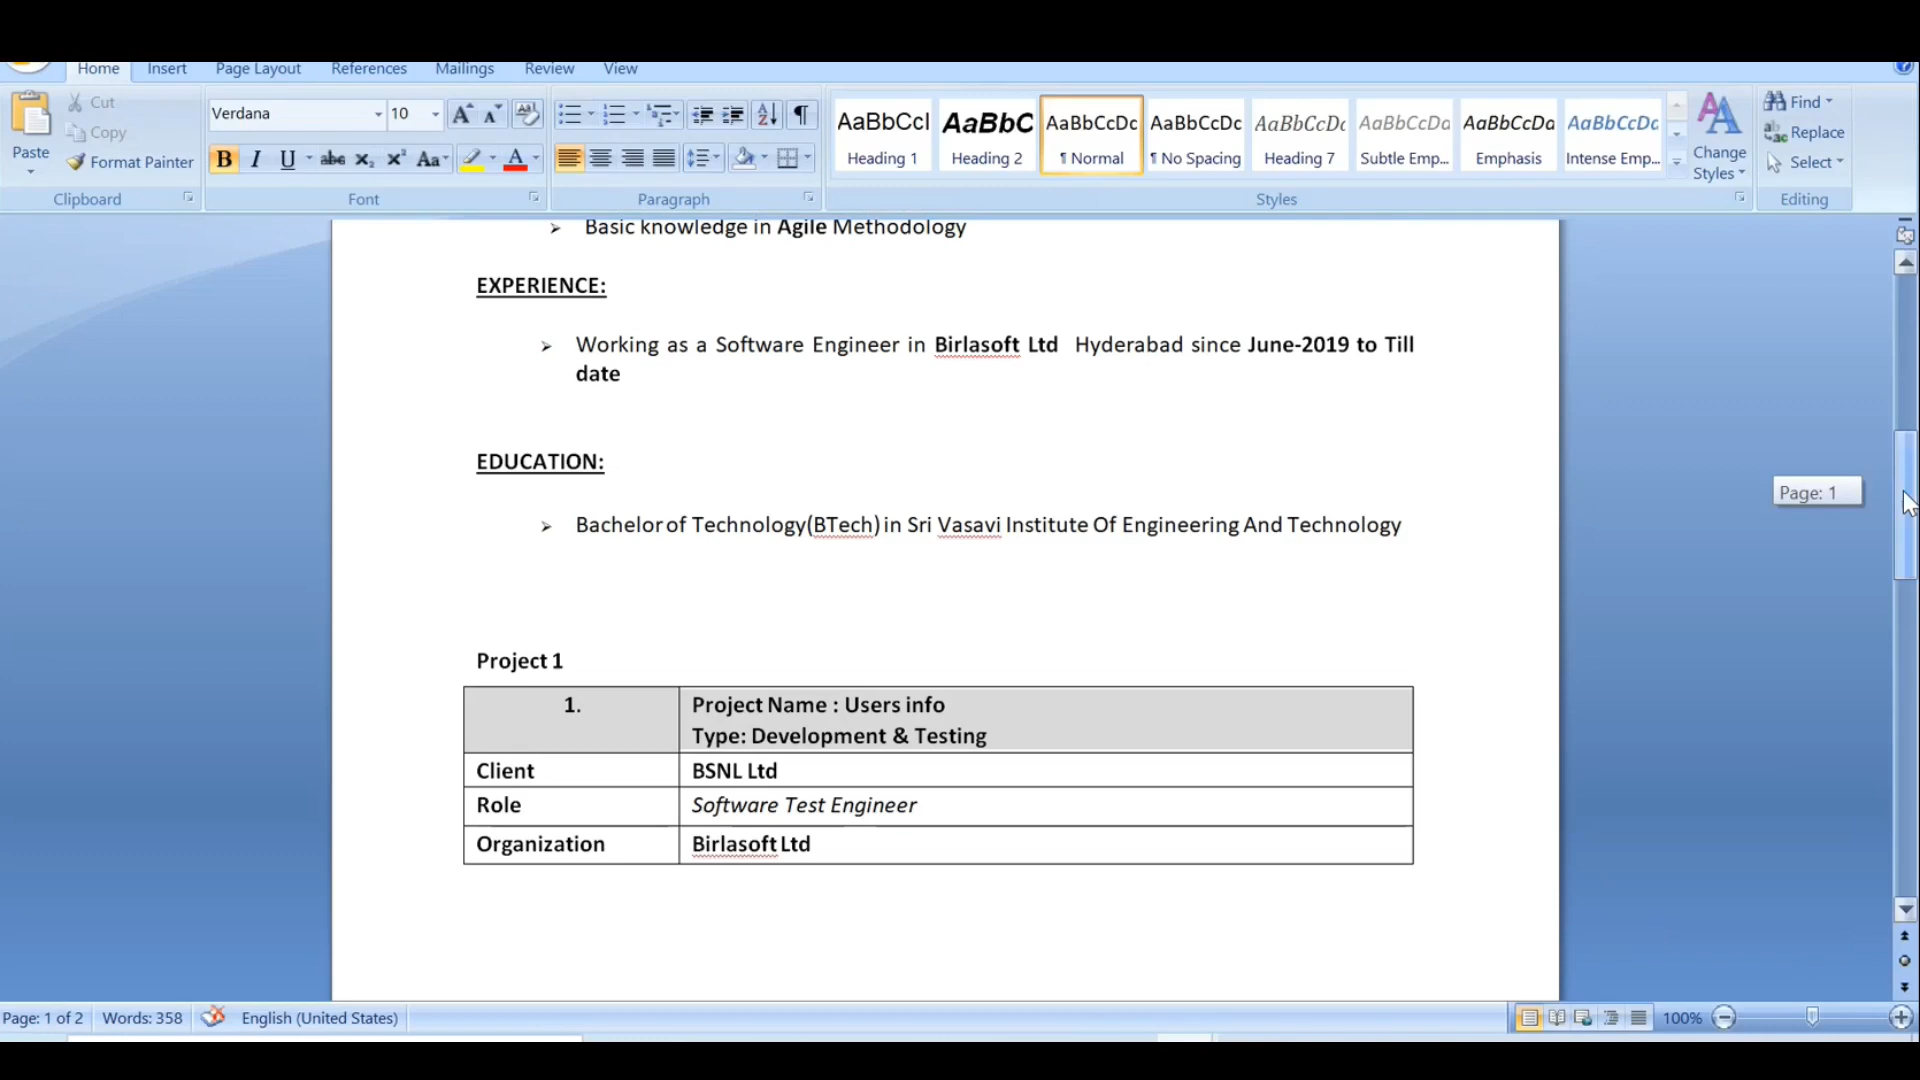 Home Insert Page Layout References Mailings Review View
Cut
Copy
Format Painter
Paste
Clipboard
Verdana 10
B I U abc x₂ x² Aa A
Font
Paragraph
AaBbCcI AaBbC AaBbCcDc AaBbCcDc AaBbCcDc AaBbCcDc AaBbCcDa AaBbCcDc
Heading 1 Heading 2 ¶ Normal ¶ No Spacing Heading 7 Subtle Emp... Emphasis Intense Emp...
Styles
Change
Styles
Find
Replace
Select
Editing
➢ Basic knowledge in Agile Methodology
EXPERIENCE:
➢ Working as a Software Engineer in Birlasoft Ltd Hyderabad since June-2019 to Till
date
EDUCATION:
Page: 1
➢ Bachelor of Technology(BTech) in Sri Vasavi Institute Of Engineering And Technology
Project 1
1. Project Name : Users info
Type: Development & Testing
Client BSNL Ltd
Role Software Test Engineer
Organization Birlasoft Ltd
Page: 1 of 2 Words: 358 English (United States) 100%